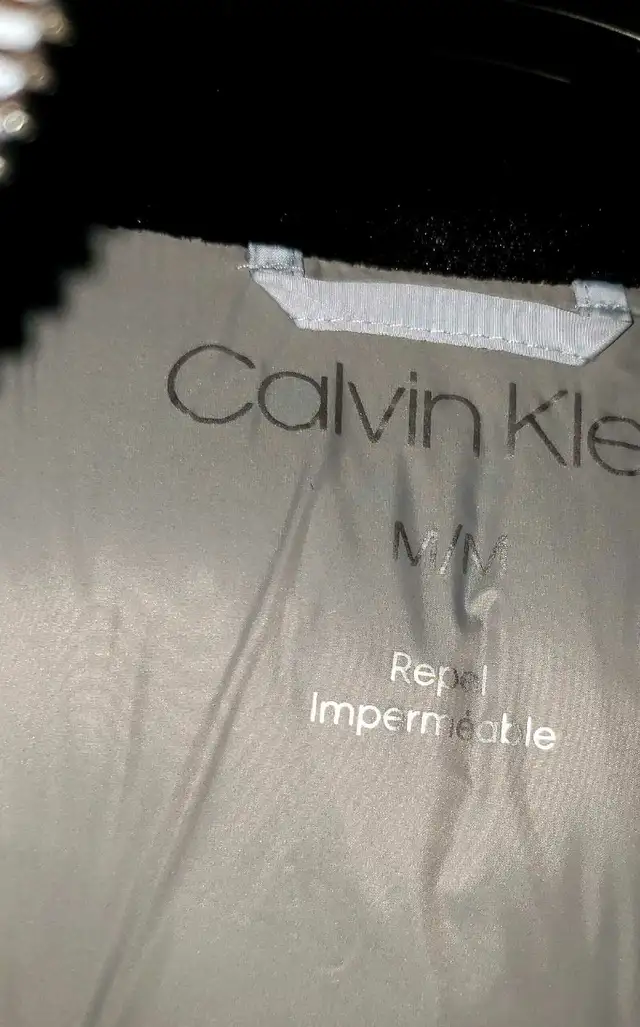 Calvin Kle
M/M
Repel
Imperméable